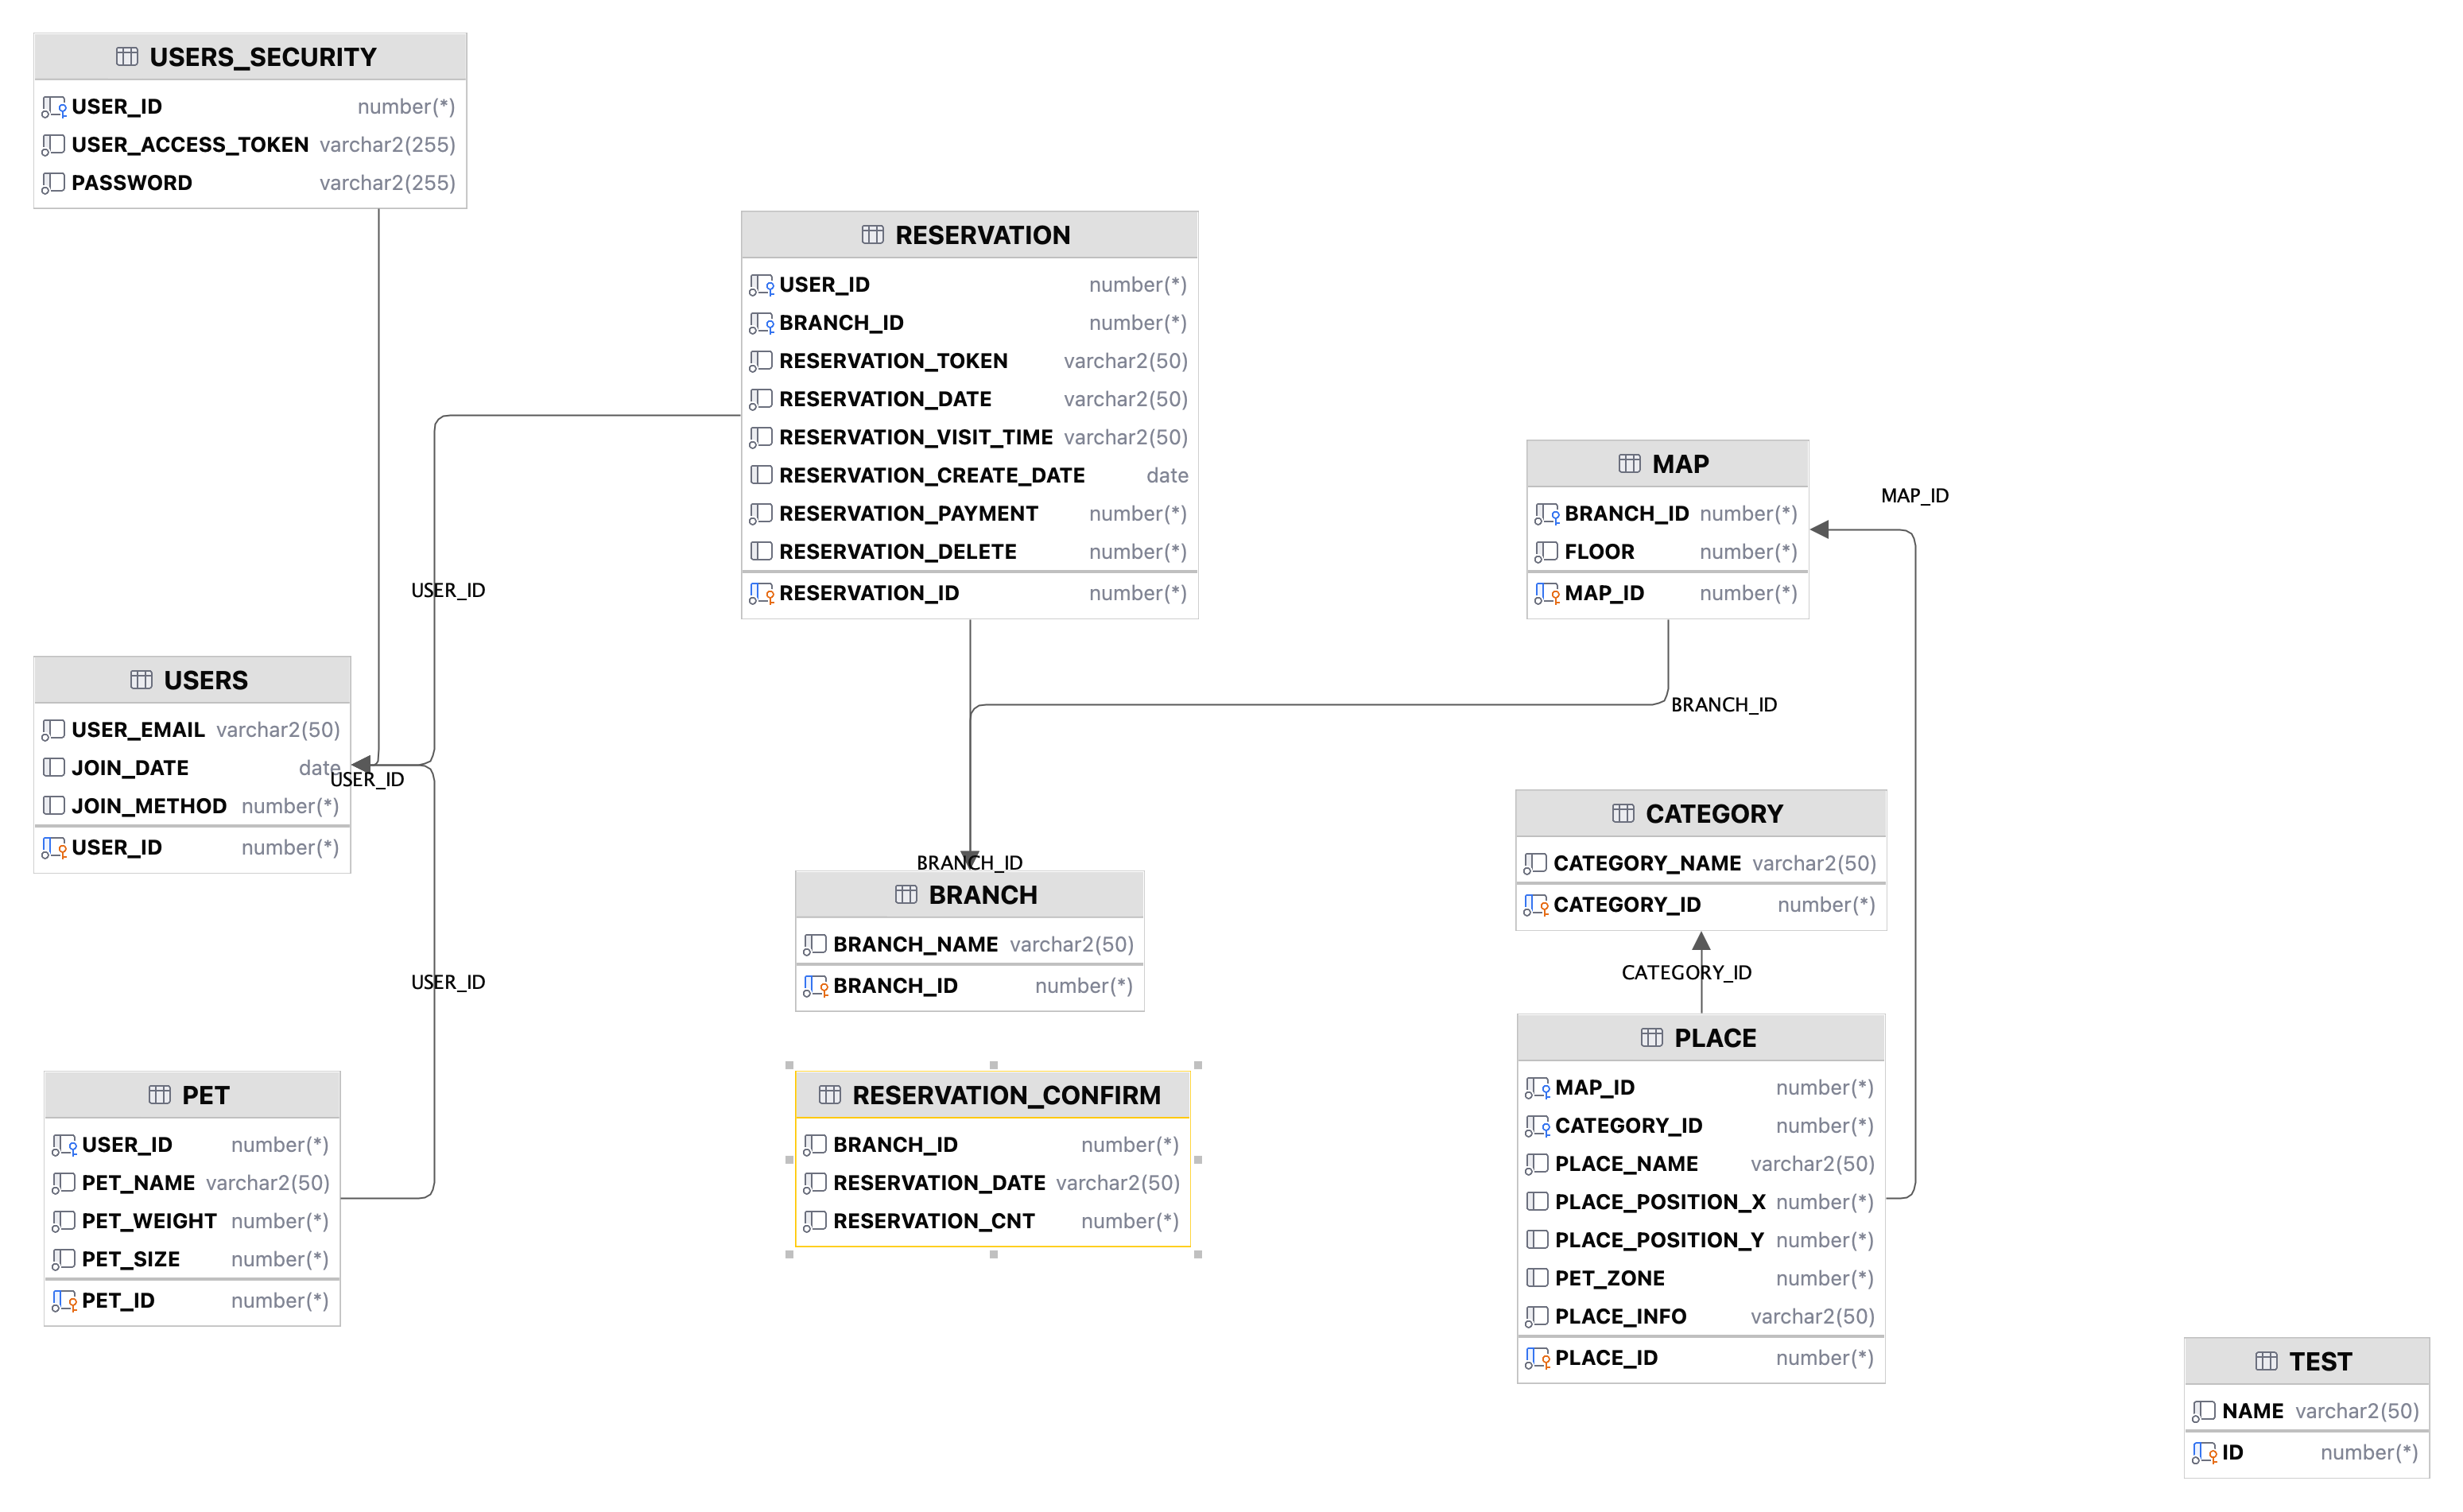 USERS_SECURITY
USER_ID number(*)
USER_ACCESS_TOKEN varchar2(255)
PASSWORD varchar2(255)
RESERVATION
USER_ID number(*)
BRANCH_ID number(*)
RESERVATION_TOKEN varchar2(50)
RESERVATION_DATE varchar2(50)
RESERVATION_VISIT_TIME varchar2(50)
RESERVATION_CREATE_DATE date
RESERVATION_PAYMENT number(*)
RESERVATION_DELETE number(*)
RESERVATION_ID number(*)
MAP
BRANCH_ID number(*)
FLOOR number(*)
MAP_ID number(*)
MAP_ID
USER_ID
USERS
USER_EMAIL varchar2(50)
JOIN_DATE date
JOIN_METHOD number(*)
USER_ID number(*)
USER_ID
BRANCH_ID
CATEGORY
CATEGORY_NAME varchar2(50)
CATEGORY_ID number(*)
BRANCH_ID
BRANCH
BRANCH_NAME varchar2(50)
BRANCH_ID number(*)
CATEGORY_ID
USER_ID
PET
USER_ID number(*)
PET_NAME varchar2(50)
PET_WEIGHT number(*)
PET_SIZE number(*)
PET_ID number(*)
RESERVATION_CONFIRM
BRANCH_ID number(*)
RESERVATION_DATE varchar2(50)
RESERVATION_CNT number(*)
PLACE
MAP_ID number(*)
CATEGORY_ID number(*)
PLACE_NAME varchar2(50)
PLACE_POSITION_X number(*)
PLACE_POSITION_Y number(*)
PET_ZONE number(*)
PLACE_INFO varchar2(50)
PLACE_ID number(*)
TEST
NAME varchar2(50)
ID number(*)